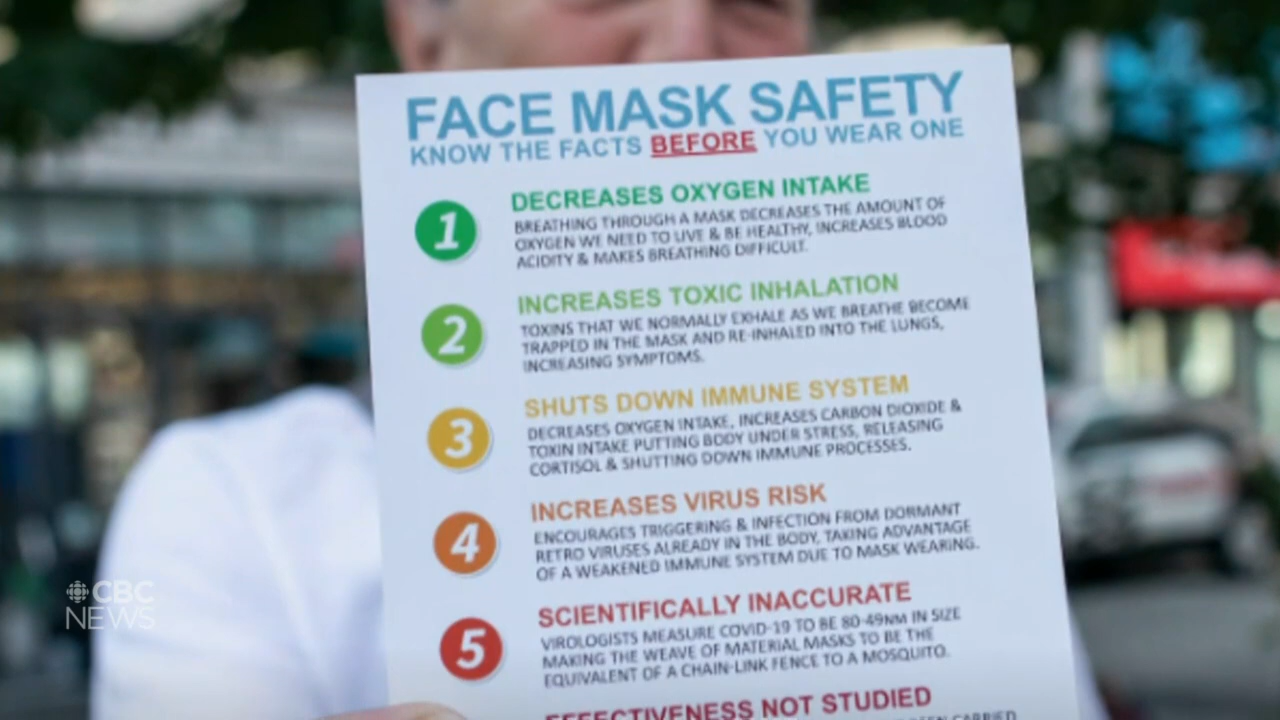 FACE MASK SAFETY
KNOW THE FACTS BEFORE YOU WEAR ONE
1
DECREASES OXYGEN INTAKE
BREATHING THROUGH A MASK DECREASES THE AMOUNT OF
OXYGEN WE NEED TO LIVE & BE HEALTHY, INCREASES BLOOD
ACIDITY & MAKES BREATHING DIFFICULT.
2
INCREASES TOXIC INHALATION
TOXINS THAT WE NORMALLY EXHALE AS WE BREATHE BECOME
TRAPPED IN THE MASK AND RE-INHALED INTO THE LUNGS,
INCREASING SYMPTOMS.
3
SHUTS DOWN IMMUNE SYSTEM
DECREASES OXYGEN INTAKE, INCREASES CARBON DIOXIDE &
TOXIN INTAKE PUTTING BODY UNDER STRESS, RELEASING
CORTISOL & SHUTTING DOWN IMMUNE PROCESSES.
4
INCREASES VIRUS RISK
ENCOURAGES TRIGGERING & INFECTION FROM DORMANT
RETRO VIRUSES ALREADY IN THE BODY, TAKING ADVANTAGE
OF A WEAKENED IMMUNE SYSTEM DUE TO MASK WEARING.
5
SCIENTIFICALLY INACCURATE
VIROLOGISTS MEASURE COVID-19 TO BE 80-49NM IN SIZE
MAKING THE WEAVE OF MATERIAL MASKS TO BE THE
EQUIVALENT OF A CHAIN-LINK FENCE TO A MOSQUITO.
EFFECTIVENESS NOT STUDIED
CARRIED
CBC
NEWS